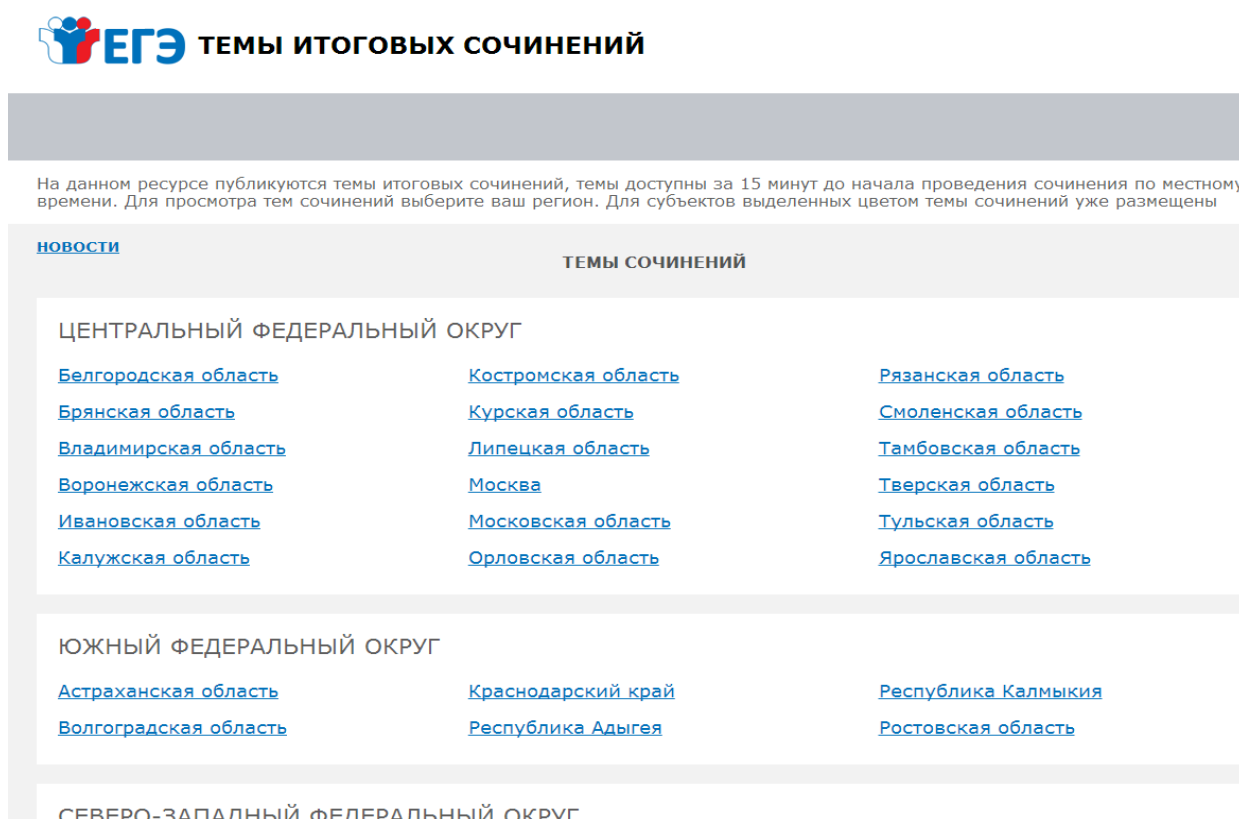 ЕГЭ ТЕМЫ ИТОГОВЫХ СОЧИНЕНИЙ
На данном ресурсе публикуются темы итоговых сочинений, темы доступны за 15 минут до начала проведения сочинения по местному
времени. Для просмотра тем сочинений выберите ваш регион. Для субъектов выделенных цветом темы сочинений уже размещены
НОВОСТИ
ТЕМЫ СОЧИНЕНИЙ
ЦЕНТРАЛЬНЫЙ ФЕДЕРАЛЬНЫЙ ОКРУГ
Белгородская область Костромская область Рязанская область
Брянская область Курская область Смоленская область
Владимирская область Липецкая область Тамбовская область
Воронежская область Москва Тверская область
Ивановская область Московская область Тульская область
Калужская область Орловская область Ярославская область
ЮЖНЫЙ ФЕДЕРАЛЬНЫЙ ОКРУГ
Астраханская область Краснодарский край Республика Калмыкия
Волгоградская область Республика Адыгея Ростовская область
СЕВЕРО-ЗАПАДНЫЙ ФЕДЕРАЛЬНЫЙ ОКРУГ